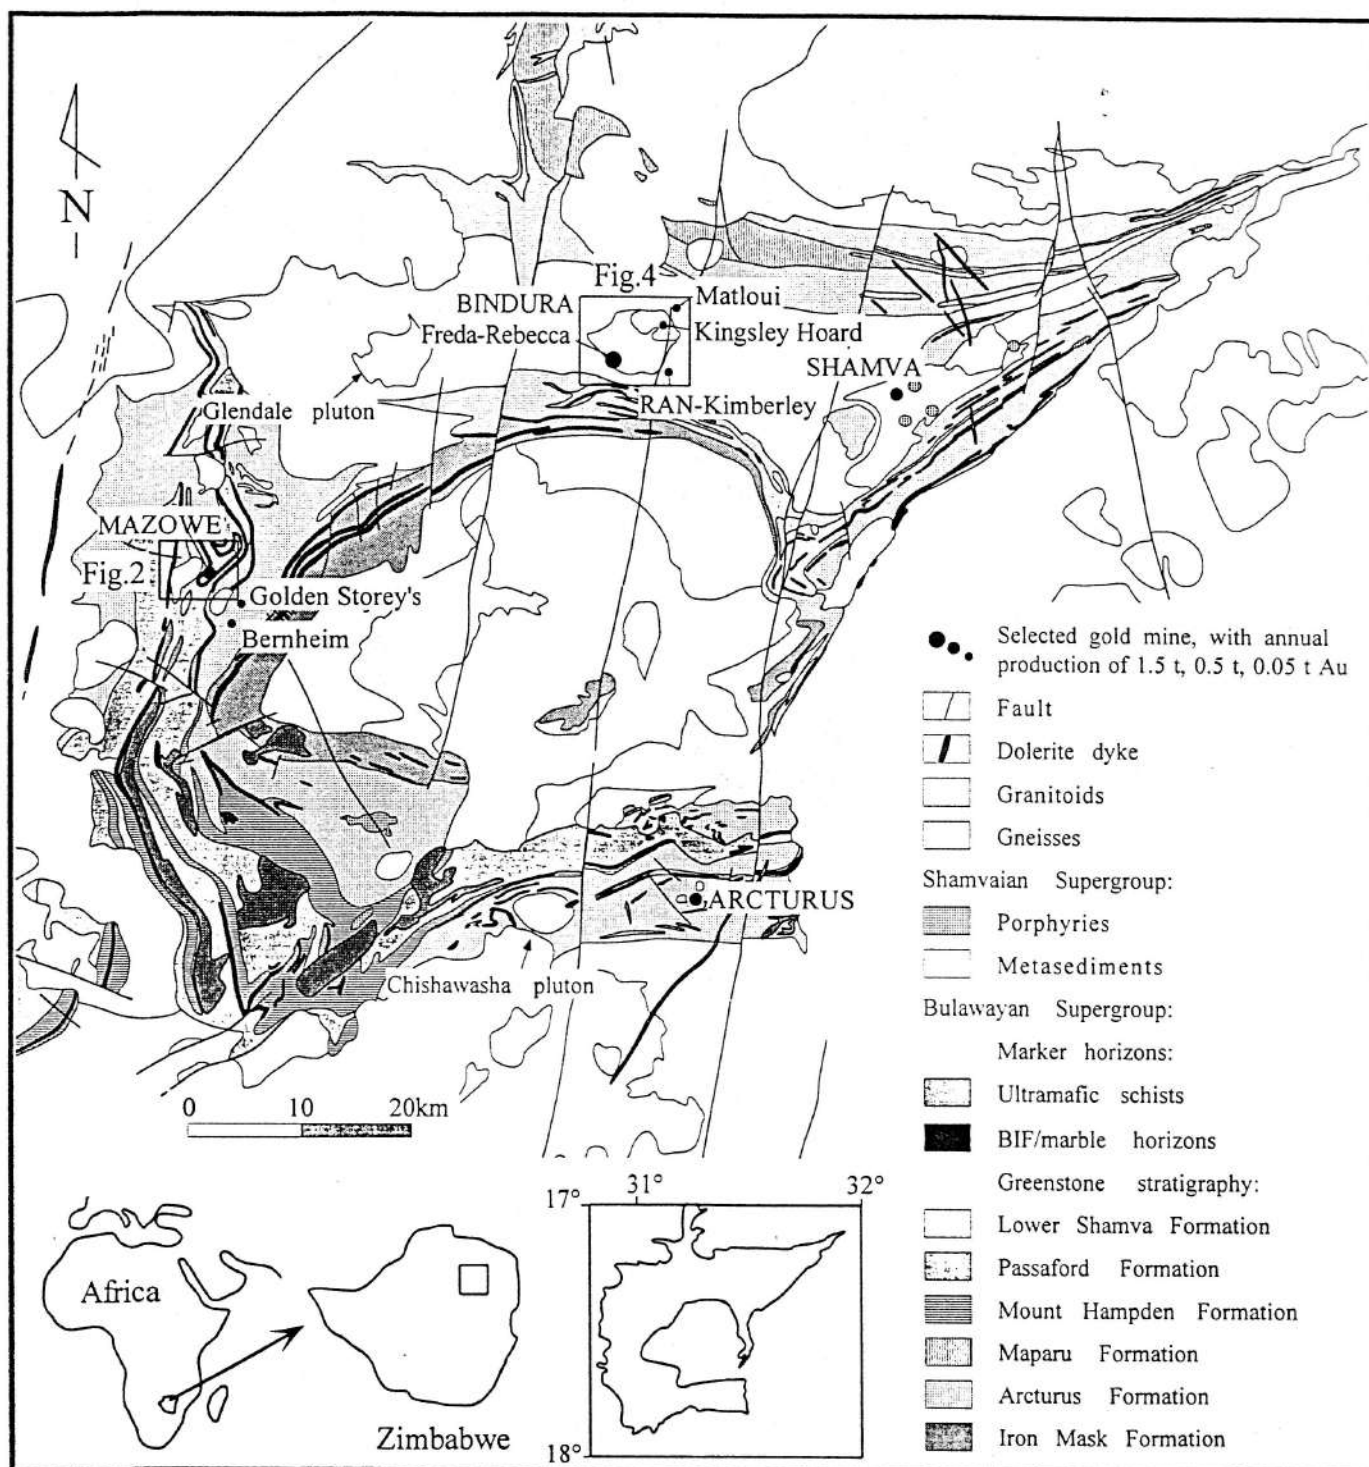 N
Fig.4
BINDURA
Matloui
Freda-Rebecca
Kingsley Hoard
SHAMVA
Glendale pluton
RAN-Kimberley
MAZOWE
Fig.2
Golden Storey's
Bernheim
ARCTURUS
Chishawasha pluton
0 10 20km
Selected gold mine, with annual
production of 1.5 t, 0.5 t, 0.05 t Au
Fault
Dolerite dyke
Granitoids
Gneisses
Shamvaian Supergroup:
Porphyries
Metasediments
Bulawayan Supergroup:
Marker horizons:
Ultramafic schists
BIF/marble horizons
Greenstone stratigraphy:
Lower Shamva Formation
Passaford Formation
Mount Hampden Formation
Maparu Formation
Arcturus Formation
Iron Mask Formation
Africa
Zimbabwe
31° 32°
17°
18°